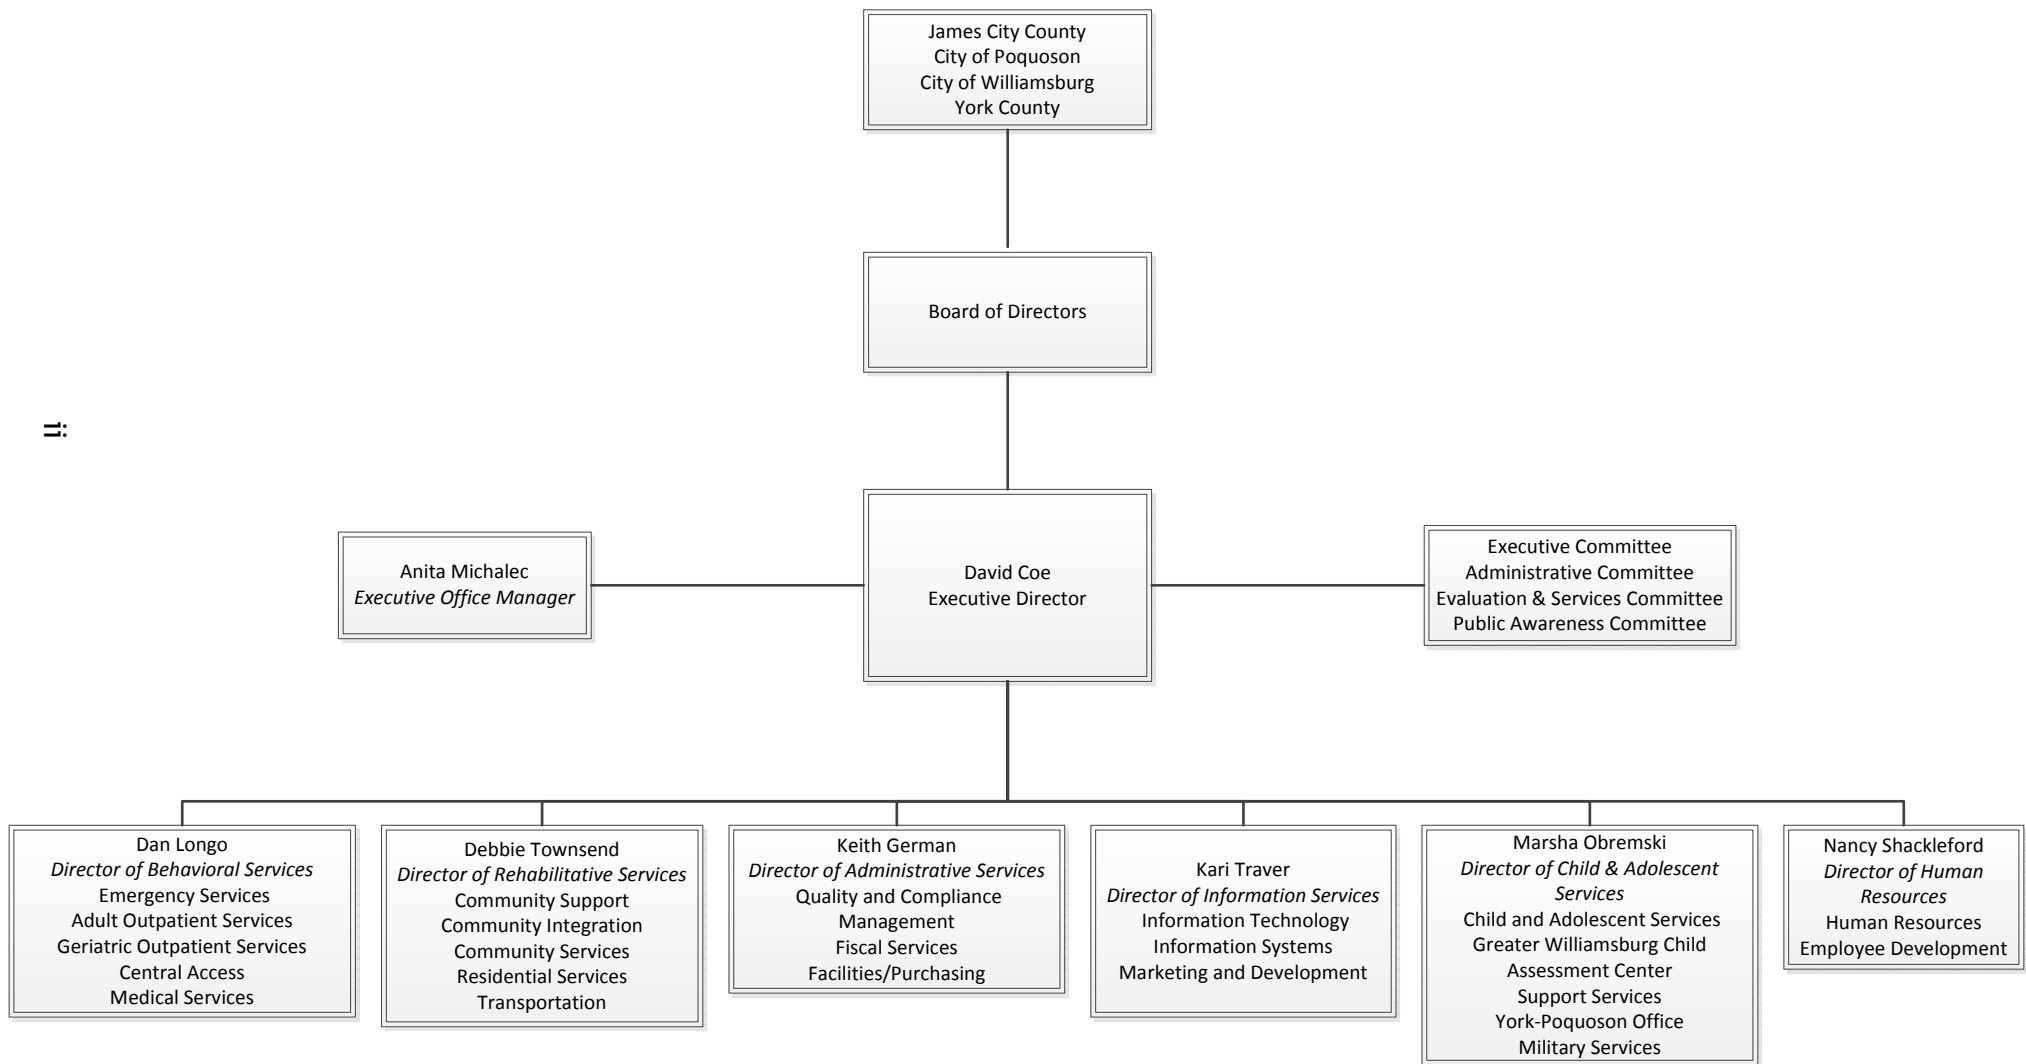 James City County
City of Poquoson
City of Williamsburg
York County
Board of Directors
Anita Michalec
Executive Office Manager
David Coe
Executive Director
Executive Committee
Administrative Committee
Evaluation & Services Committee
Public Awareness Committee
Dan Longo
Director of Behavioral Services
Emergency Services
Adult Outpatient Services
Geriatric Outpatient Services
Central Access
Medical Services
Debbie Townsend
Director of Rehabilitative Services
Community Support
Community Integration
Community Services
Residential Services
Transportation
Keith German
Director of Administrative Services
Quality and Compliance
Management
Fiscal Services
Facilities/Purchasing
Kari Traver
Director of Information Services
Information Technology
Information Systems
Marketing and Development
Marsha Obremski
Director of Child & Adolescent
Services
Child and Adolescent Services
Greater Williamsburg Child
Assessment Center
Support Services
York-Poquoson Office
Military Services
Nancy Shackleford
Director of Human
Resources
Human Resources
Employee Development